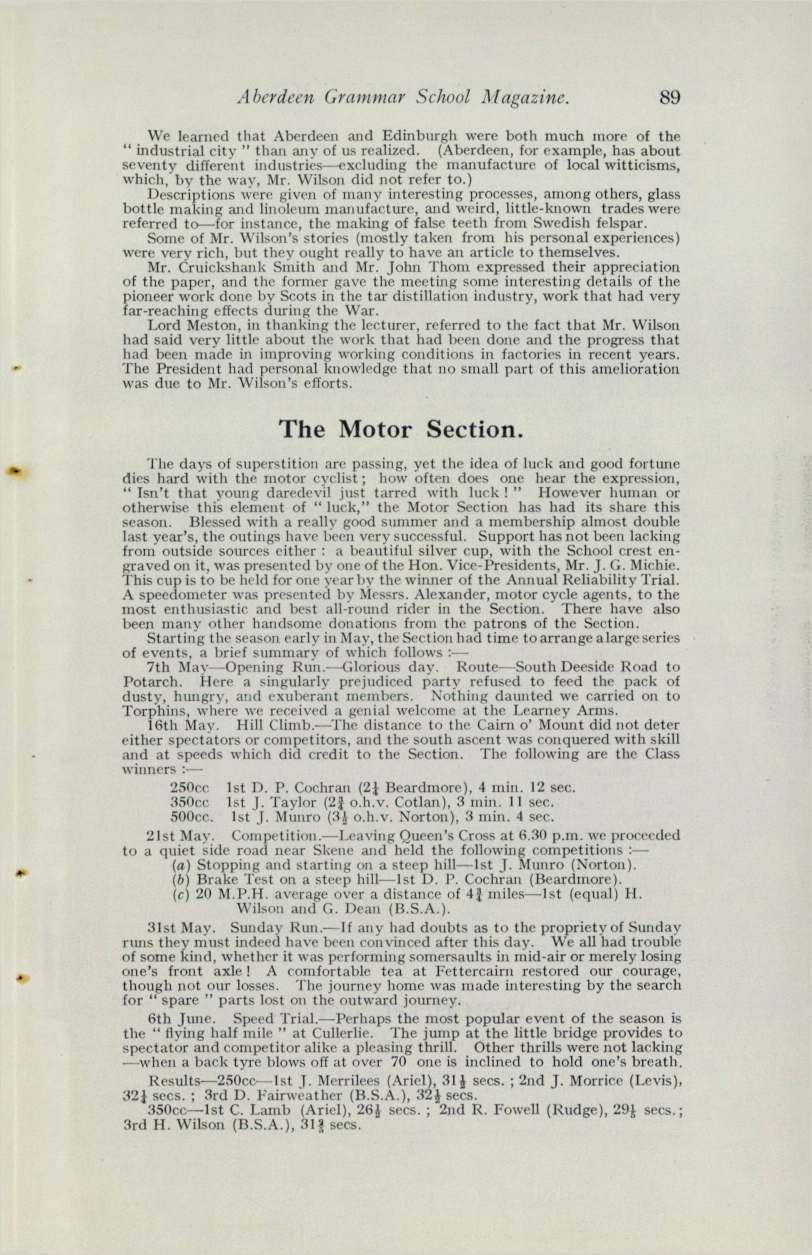 Aberdeen Grammar School Magazine. 89
We learned that Aberdeen and Edinburgh were both much more of the
“ industrial city ” than any of us realized. (Aberdeen, for example, has about
seventy different industries—excluding the manufacture of local witticisms,
which, by the way, Mr. Wilson did not refer to.)
Descriptions were given of many interesting processes, among others, glass
bottle making and linoleum manufacture, and weird, little-known trades were
referred to—for instance, the making of false teeth from Swedish felspar.
Some of Mr. Wilson's stories (mostly taken from his personal experiences)
were very rich, but they ought really to have an article to themselves.
Mr. Cruickshank Smith and Mr. John Thom expressed their appreciation
of the paper, and the former gave the meeting some interesting details of the
pioneer work done by Scots in the tar distillation industry, work that had very
far-reaching effects during the War.
Lord Meston, in thanking the lecturer, referred to the fact that Mr. Wilson
had said very little about the work that had been done and the progress that
had been made in improving working conditions in factories in recent years.
The President had personal knowledge that no small part of this amelioration
was due to Mr. Wilson's efforts.
The Motor Section.
The days of superstition are passing, yet the idea of luck and good fortune
dies hard with the motor cyclist ; how often does one hear the expression,
“ Isn't that young daredevil just tarred with luck ! ” However human or
otherwise this element of “ luck,” the Motor Section has had its share this
season. Blessed with a really good summer and a membership almost double
last year's, the outings have been very successful. Support has not been lacking
from outside sources either : a beautiful silver cup, with the School crest en-
graved on it, was presented by one of the Hon. Vice-Presidents, Mr. J. G. Michie.
This cup is to be held for one year by the winner of the Annual Reliability Trial.
A speedometer was presented by Messrs. Alexander, motor cycle agents, to the
most enthusiastic and best all-round rider in the Section. There have also
been many other handsome donations from the patrons of the Section.
Starting the season early in May, the Section had time to arrange a large series
of events, a brief summary of which follows :—
7th May—Opening Run.—Glorious day. Route—South Deeside Road to
Potarch. Here a singularly prejudiced party refused to feed the pack of
dusty, hungry, and exuberant members. Nothing daunted we carried on to
Torphins, where we received a genial welcome at the Learney Arms.
16th May. Hill Climb.—The distance to the Cairn o' Mount did not deter
either spectators or competitors, and the south ascent was conquered with skill
and at speeds which did credit to the Section. The following are the Class
winners :—
250cc 1st D. P. Cochran (2¼ Beardmore), 4 min. 12 sec.
350cc 1st J. Taylor (2¾ o.h.v. Cotlan), 3 min. 11 sec.
500cc. 1st J. Munro (3½ o.h.v. Norton), 3 min. 4 sec.
21st May. Competition.—Leaving Queen's Cross at 6.30 p.m. we proceeded
to a quiet side road near Skene and held the following competitions :—
(a) Stopping and starting on a steep hill—1st J. Munro (Norton).
(b) Brake Test on a steep hill—1st D. P. Cochran (Beardmore).
(c) 20 M.P.H. average over a distance of 4¾ miles—1st (equal) H.
Wilson and G. Dean (B.S.A.).
31st May. Sunday Run.—If any had doubts as to the propriety of Sunday
runs they must indeed have been convinced after this day. We all had trouble
of some kind, whether it was performing somersaults in mid-air or merely losing
one's front axle ! A comfortable tea at Fettercairn restored our courage,
though not our losses. The journey home was made interesting by the search
for “ spare ” parts lost on the outward journey.
6th June. Speed Trial.—Perhaps the most popular event of the season is
the “ flying half mile ” at Cullerlie. The jump at the little bridge provides to
spectator and competitor alike a pleasing thrill. Other thrills were not lacking
—when a back tyre blows off at over 70 one is inclined to hold one's breath.
Results—250cc—1st J. Merrilees (Ariel), secs. ; 2nd J. Morrice (Levis),
secs. ; 3rd D. Fairweather (B.S.A.), secs.
350cc—1st C. Lamb (Ariel), secs. ; 2nd R. Fowell (Rudge), secs. ;
3rd H. Wilson (B.S.A.), secs.